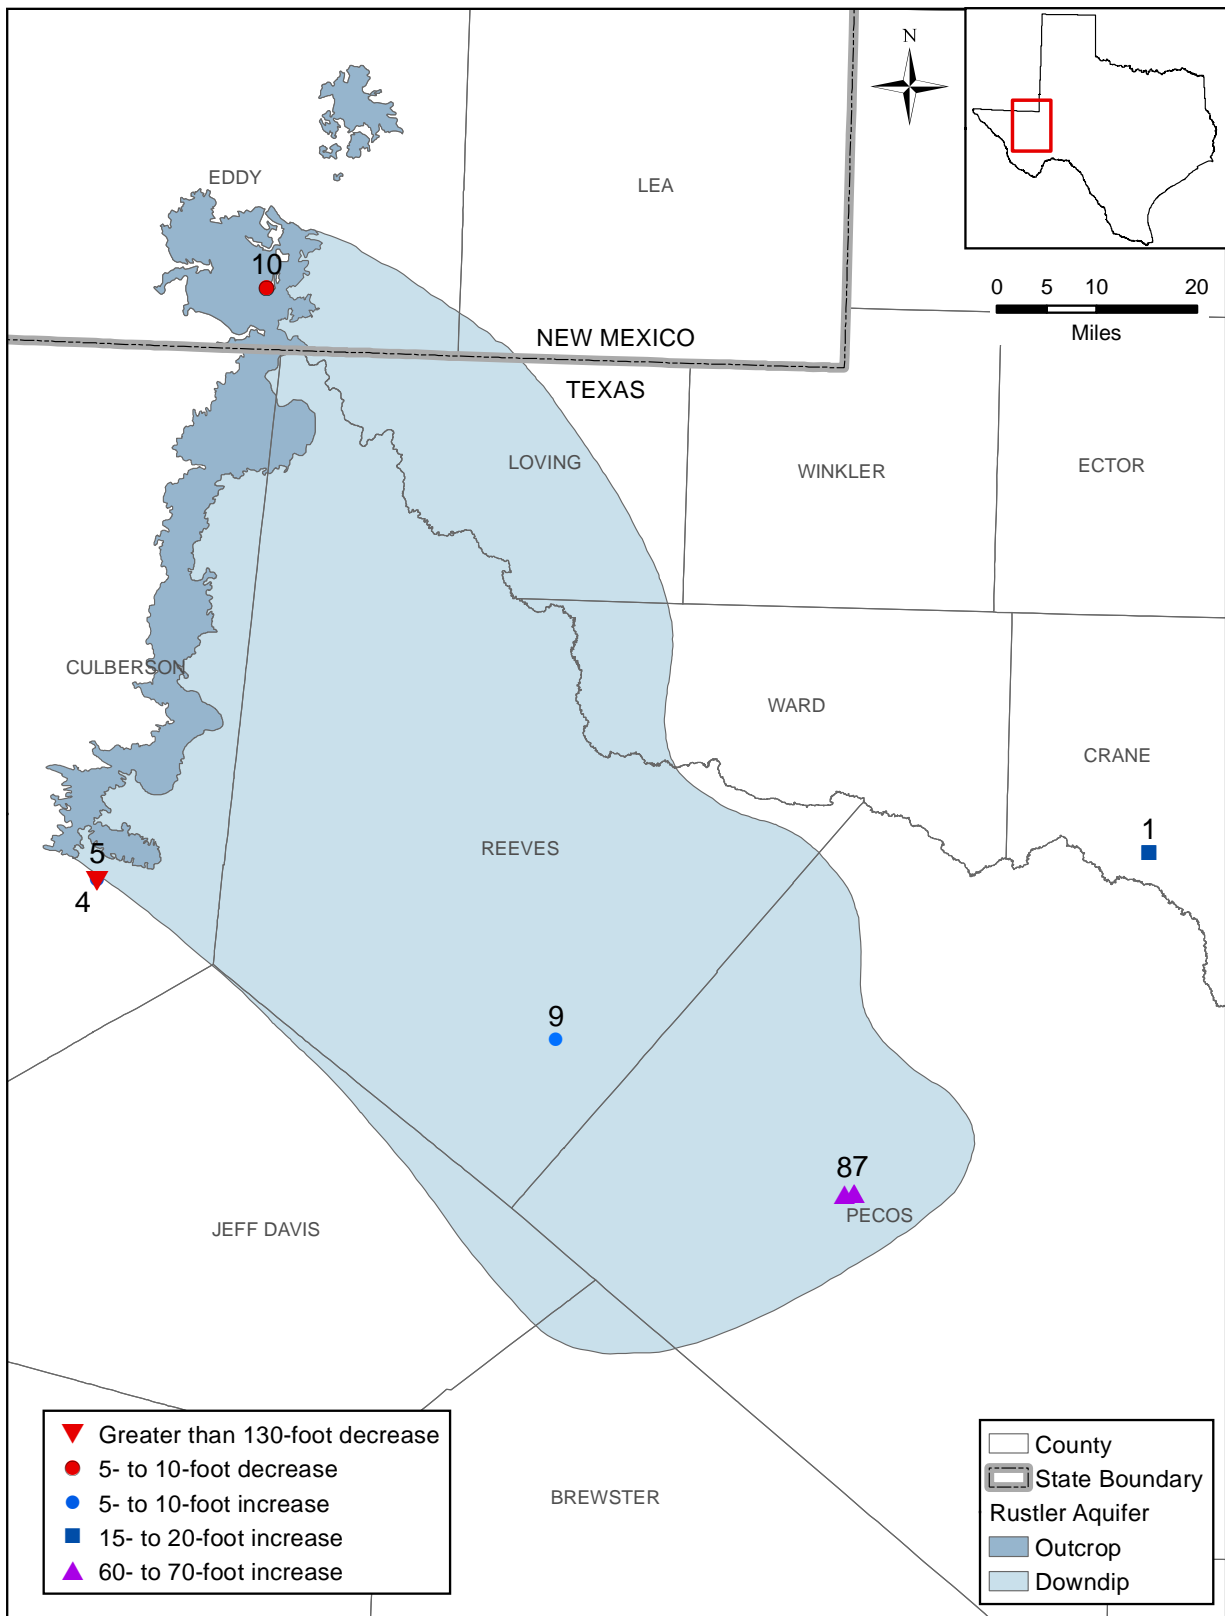 N
EDDY
LEA
10
0 5 10 20
Miles
NEW MEXICO
TEXAS
LOVING
WINKLER
ECTOR
CULBERSON
WARD
CRANE
1
REEVES
5
4
9
87
PECOS
JEFF DAVIS
BREWSTER
Greater than 130-foot decrease
5- to 10-foot decrease
5- to 10-foot increase
15- to 20-foot increase
60- to 70-foot increase
County
State Boundary
Rustler Aquifer
Outcrop
Downdip